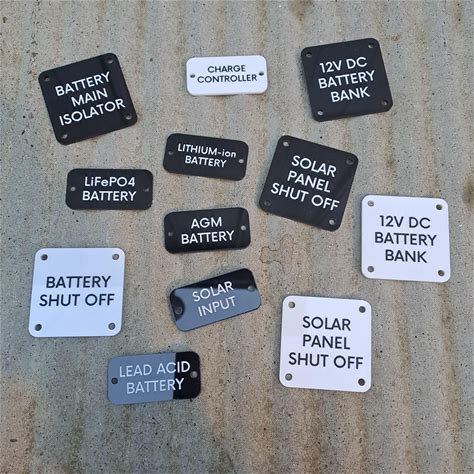 BATTERY
MAIN
ISOLATOR
CHARGE
CONTROLLER
12V DC
BATTERY
BANK
LiFePO4
BATTERY
LITHIUM-ion
BATTERY
SOLAR
PANEL
SHUT OFF
AGM
BATTERY
12V DC
BATTERY
BANK
BATTERY
SHUT OFF
SOLAR
INPUT
SOLAR
PANEL
SHUT OFF
LEAD ACID
BATTERY